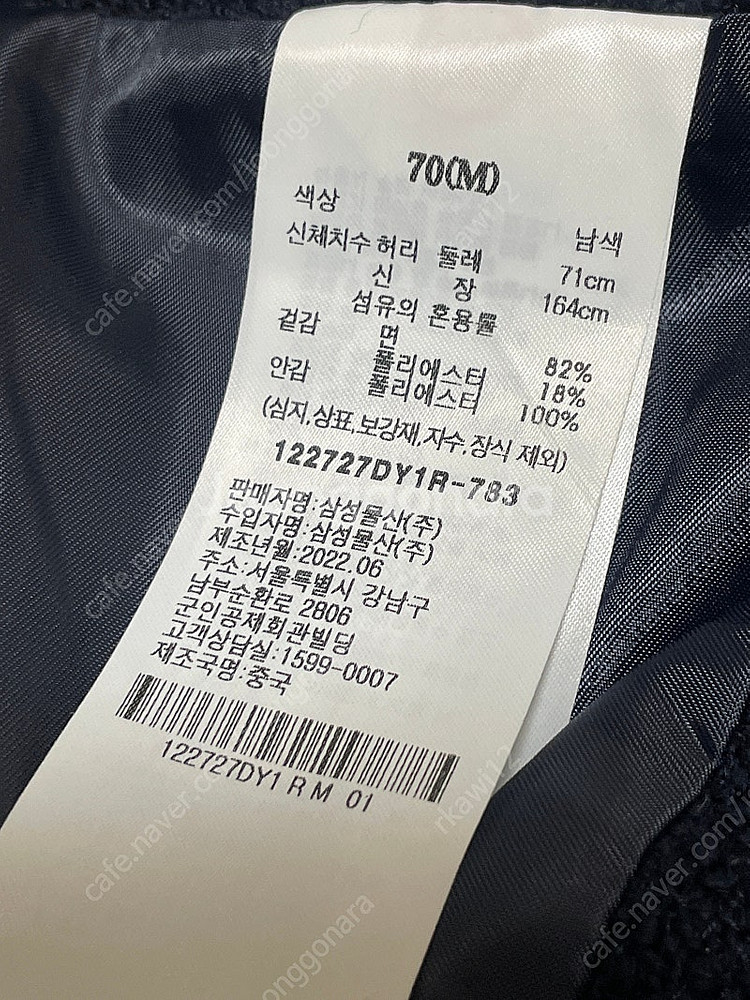 70(M)
색상 남색
신체치수 허리 둘레 71cm
신 장 164cm
섬유의 혼용률
겉감 면 82%
폴리에스터 18%
안감 폴리에스터 100%
(심지,상표,보강재,자수,장식 제외)
122727DY1R-783
판매자명:삼성물산(주)
수입자명:삼성물산(주)
제조년월:2022.06
주소:서울특별시 강남구
남부순환로 2806
군인공제회관빌딩
고객상담실:1599-0007
제조국명:중국
122727DY1 R M 01
cafe.naver.com/joonggonara
rkawi12